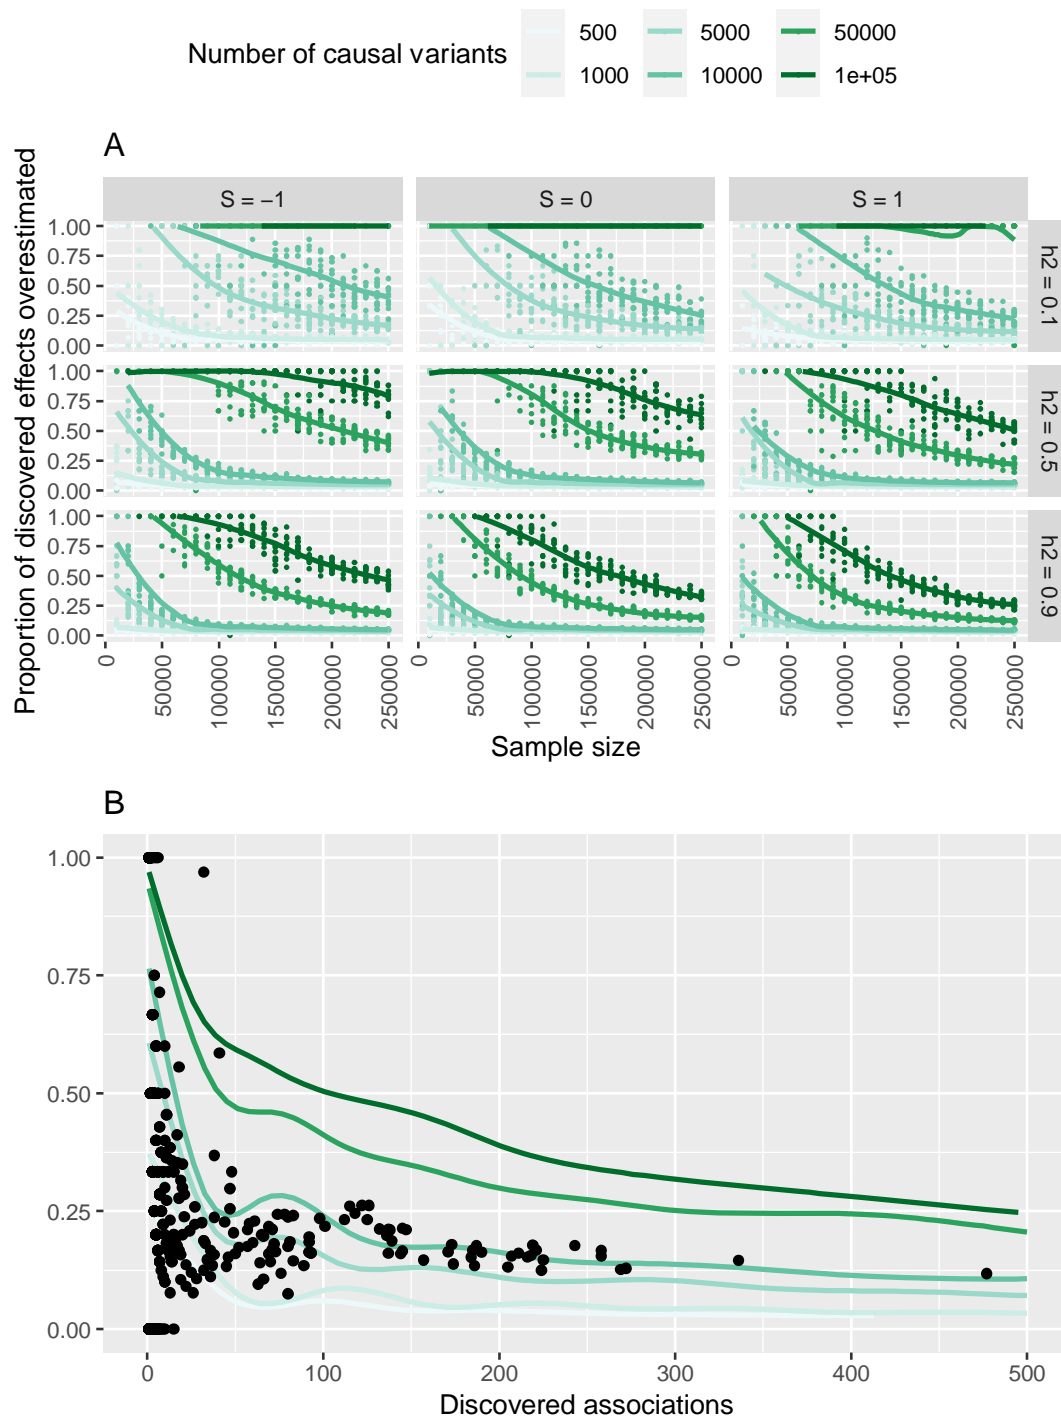 Number of causal variants
500 5000 50000
1000 10000 1e+05
A
S = −1 S = 0 S = 1
Proportion of discovered effects overestimated
1.00
0.75
0.50
0.25
0.00
h2 = 0.1
1.00
0.75
0.50
0.25
0.00
h2 = 0.5
1.00
0.75
0.50
0.25
0.00
h2 = 0.9
0 50000 100000 150000 200000 250000 0 50000 100000 150000 200000 250000 0 50000 100000 150000 200000 250000
Sample size
B
1.00
0.75
0.50
0.25
0.00
0 100 200 300 400 500
Discovered associations